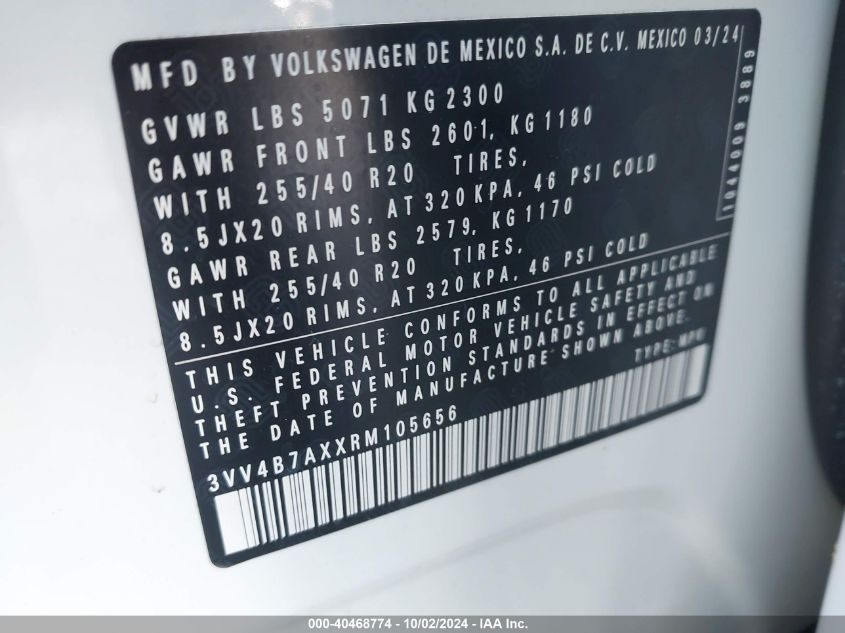 MFD BY VOLKSWAGEN DE MEXICO S.A. DE C.V. MEXICO 03/24
GVWR LBS 5071 KG 2300
GAWR FRONT LBS 2601, KG 1180
WITH 255/40 R20 TIRES,
8.5JX20 RIMS, AT 320 KPA, 46 PSI COLD
GAWR REAR LBS 2579, KG 1170
WITH 255/40 R20 TIRES,
8.5JX20 RIMS, AT 320 KPA, 46 PSI COLD
1044009 3889
THIS VEHICLE CONFORMS TO ALL APPLICABLE
U.S. FEDERAL MOTOR VEHICLE SAFETY AND
THEFT PREVENTION STANDARDS IN EFFECT ON
THE DATE OF MANUFACTURE SHOWN ABOVE.
TYPE: MPV
3VV4B7AXXRM105656
000-40468774 - 10/02/2024 - IAA Inc.